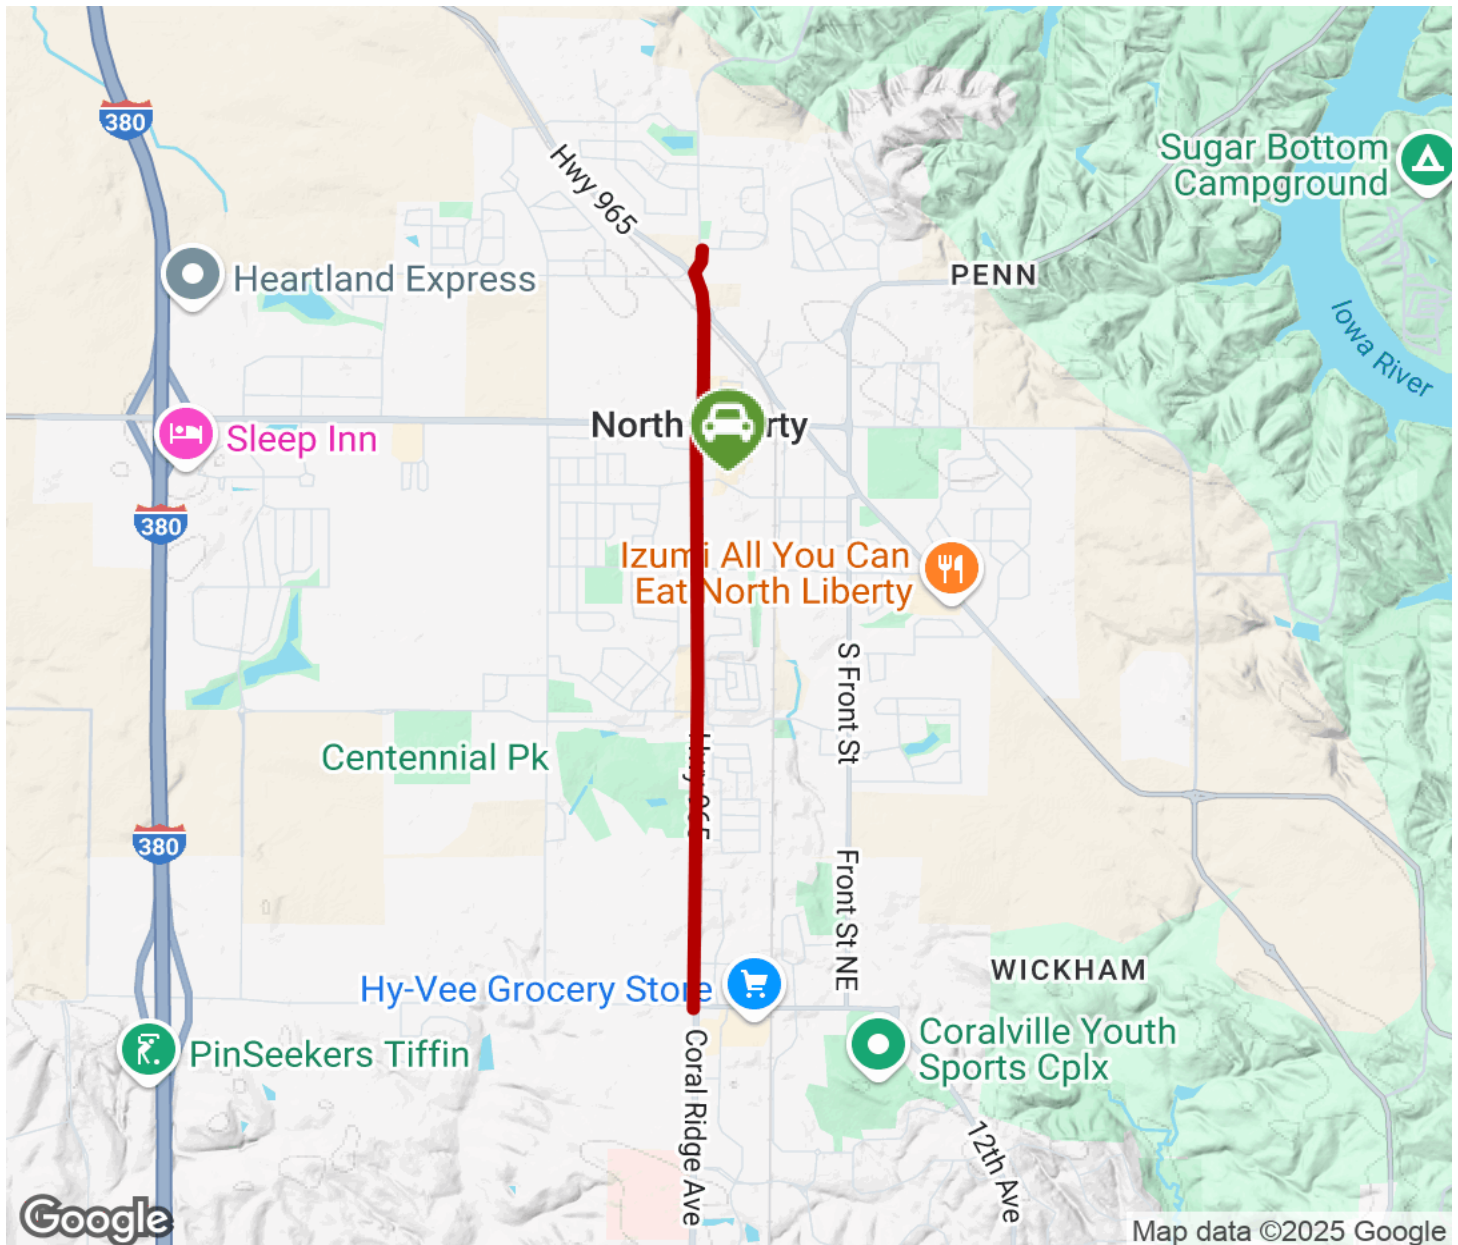 380
Hwy 965
Sugar Bottom
Campground
Heartland Express
PENN
Iowa River
North
rty
Sleep Inn
380
Izumi All You Can
Eat North Liberty
S Front St
Centennial Pk
Hwy 965
380
Front St NE
WICKHAM
Hy-Vee Grocery Store
Coralville Youth
Sports Cplx
PinSeekers Tiffin
Coral Ridge Ave
12th Ave
Google
Map data ©2025 Google